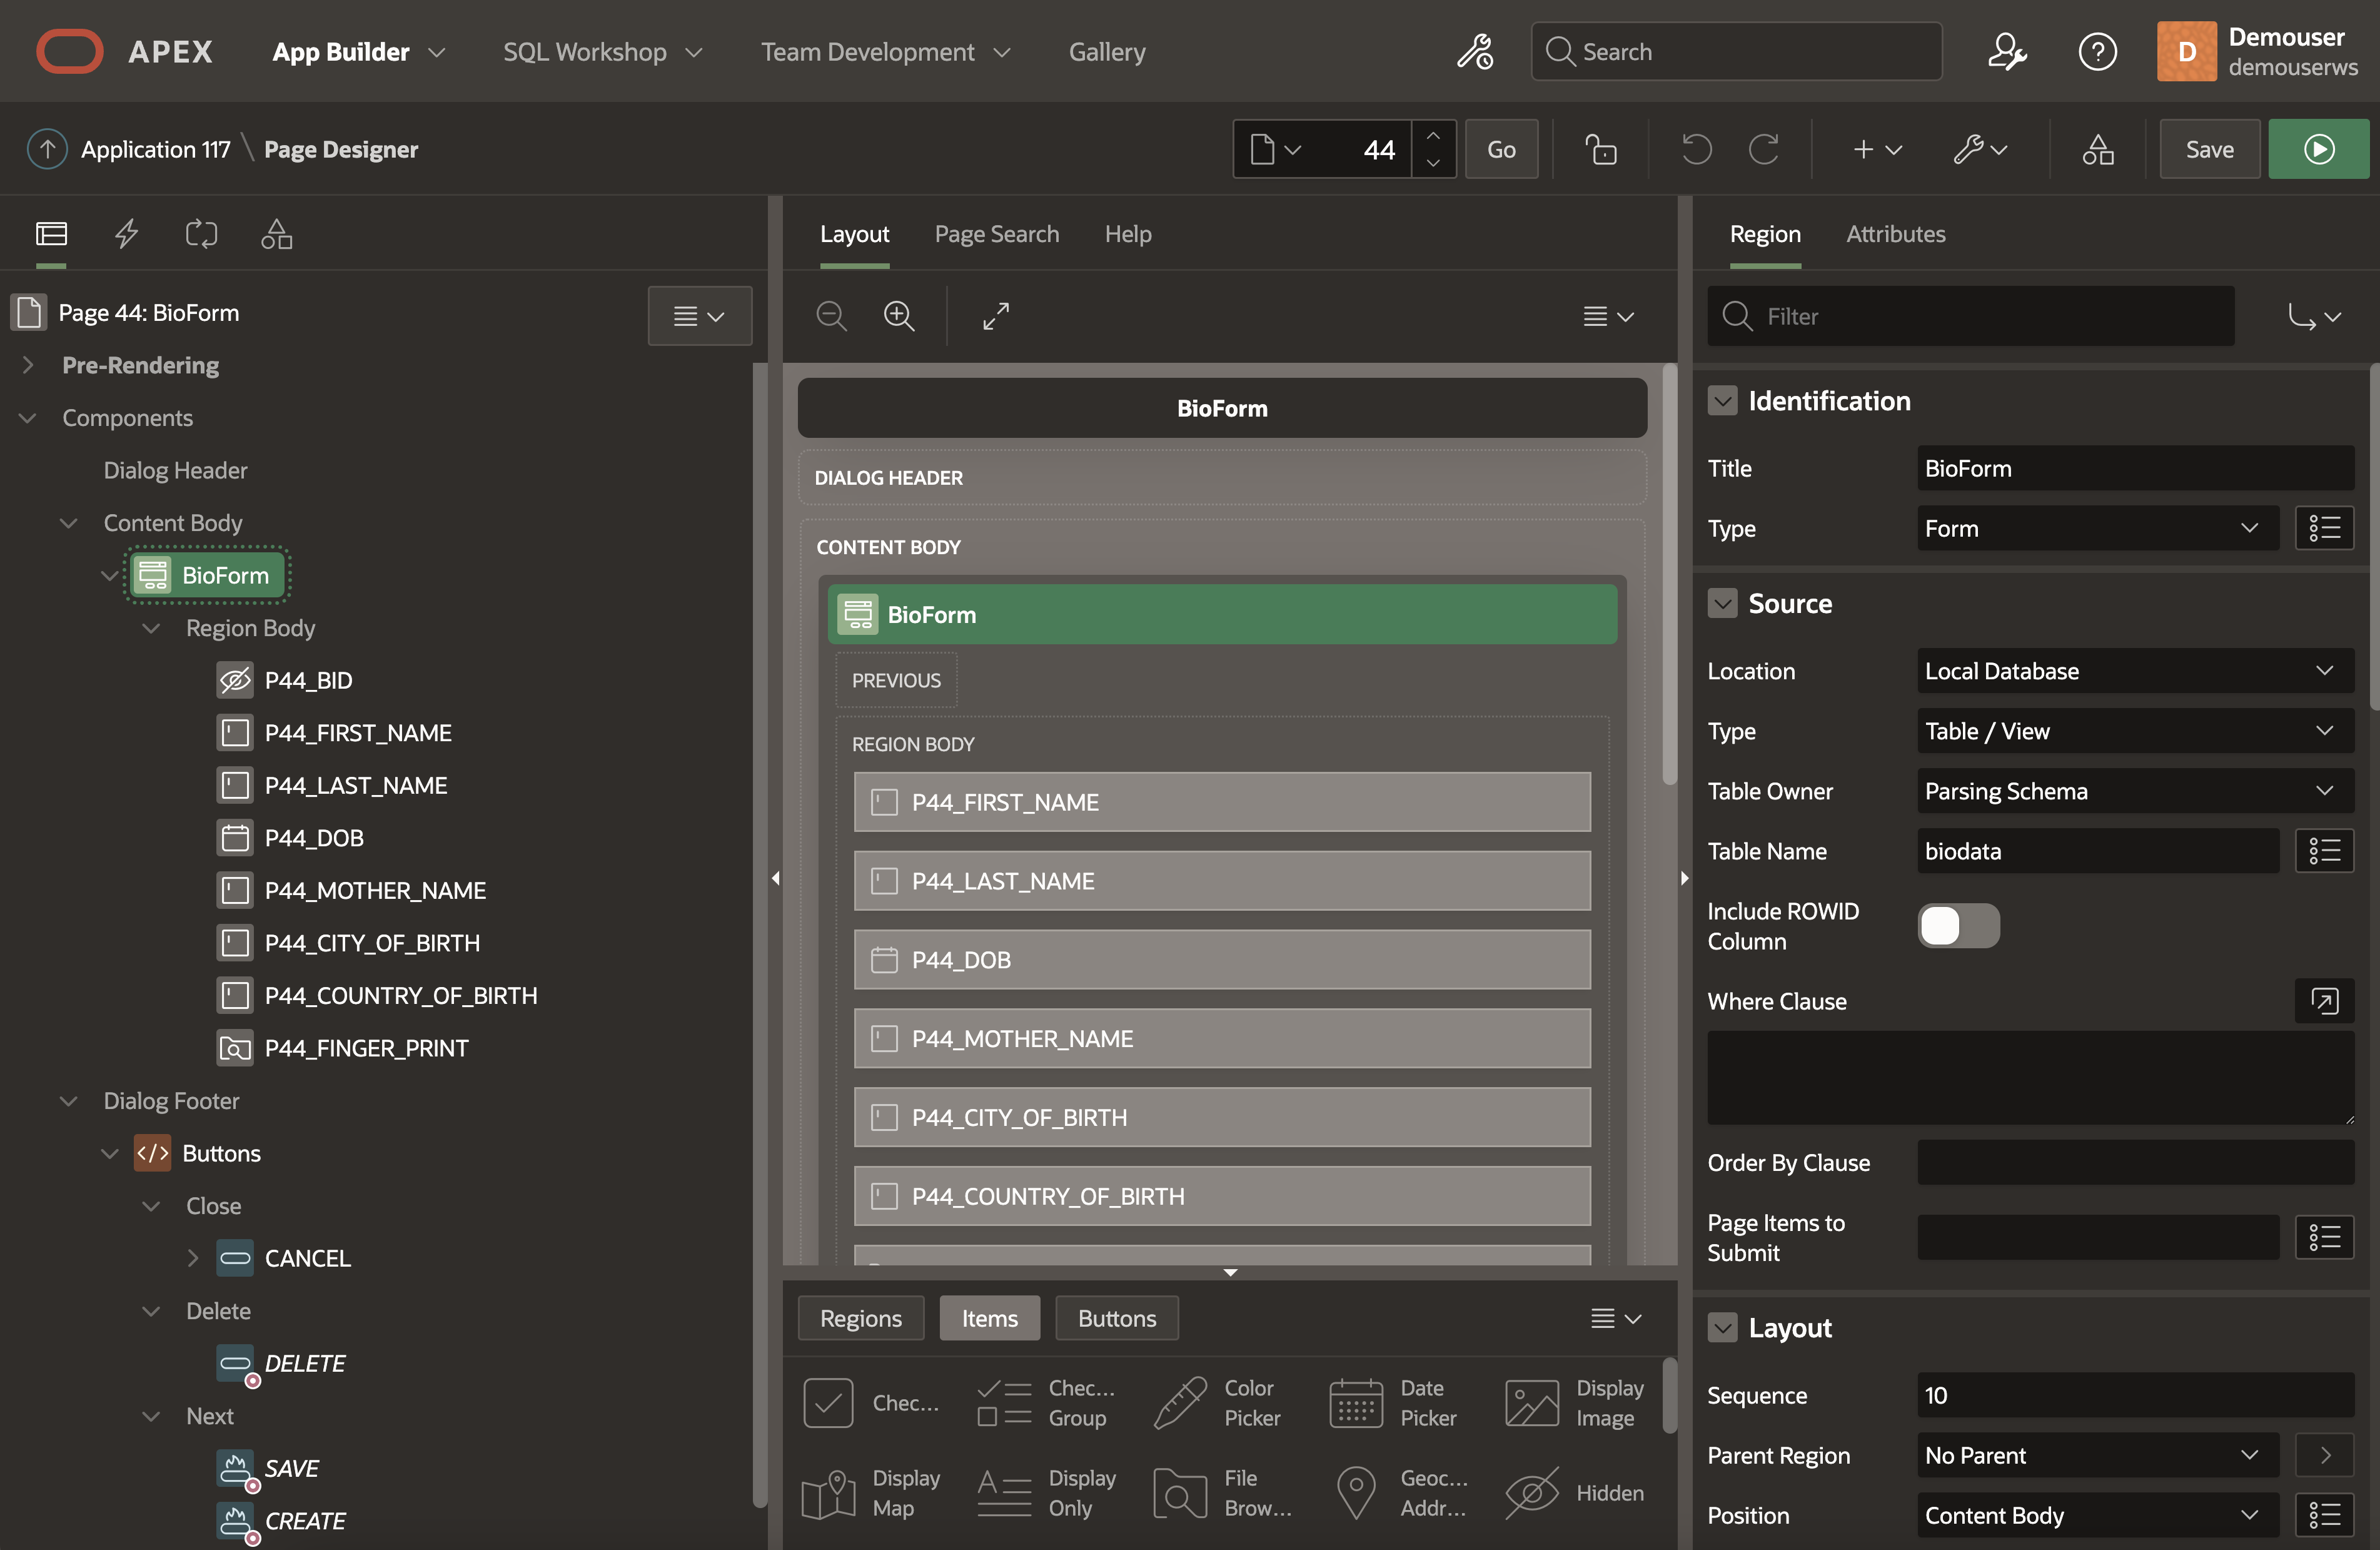 APEX
App Builder
SQL Workshop
Team Development
Gallery
Search
D
Demouser
demouserws
Application 117 \ Page Designer
44
Go
Save
Page 44: BioForm
Pre-Rendering
Components
Dialog Header
Content Body
BioForm
Region Body
P44_BID
P44_FIRST_NAME
P44_LAST_NAME
P44_DOB
P44_MOTHER_NAME
P44_CITY_OF_BIRTH
P44_COUNTRY_OF_BIRTH
P44_FINGER_PRINT
Dialog Footer
Buttons
Close
CANCEL
Delete
DELETE
Next
SAVE
CREATE
Layout
Page Search
Help
BioForm
DIALOG HEADER
CONTENT BODY
BioForm
PREVIOUS
REGION BODY
P44_FIRST_NAME
P44_LAST_NAME
P44_DOB
P44_MOTHER_NAME
P44_CITY_OF_BIRTH
P44_COUNTRY_OF_BIRTH
Regions
Items
Buttons
Chec...
Chec...
Group
Color
Picker
Date
Picker
Display
Image
Display
Map
Display
Only
File
Brow...
Geoc...
Addr...
Hidden
Region
Attributes
Filter
Identification
Title
BioForm
Type
Form
Source
Location
Local Database
Type
Table / View
Table Owner
Parsing Schema
Table Name
biodata
Include ROWID
Column
Where Clause
Order By Clause
Page Items to
Submit
Layout
Sequence
10
Parent Region
No Parent
Position
Content Body